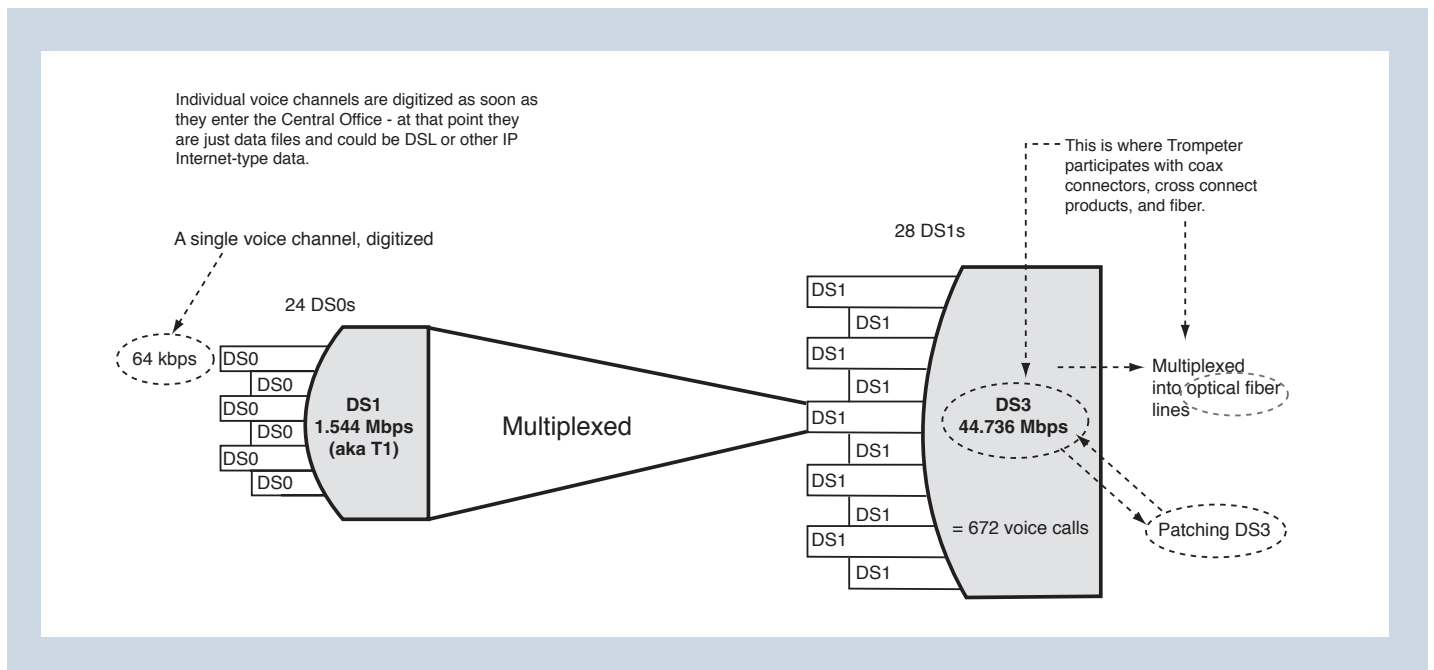 Individual voice channels are digitized as soon as
they enter the Central Office - at that point they
are just data files and could be DSL or other IP
Internet-type data.
This is where Trompeter
participates with coax
connectors, cross connect
products, and fiber.
A single voice channel, digitized
28 DS1s
24 DS0s
64 kbps
DS0
DS0
DS0
DS0
DS0
DS0
DS1
1.544 Mbps
(aka T1)
Multiplexed
DS1
DS1
DS1
DS1
DS1
DS1
DS1
DS1
DS1
DS1
DS3
44.736 Mbps
= 672 voice calls
Multiplexed
into optical fiber
lines
Patching DS3